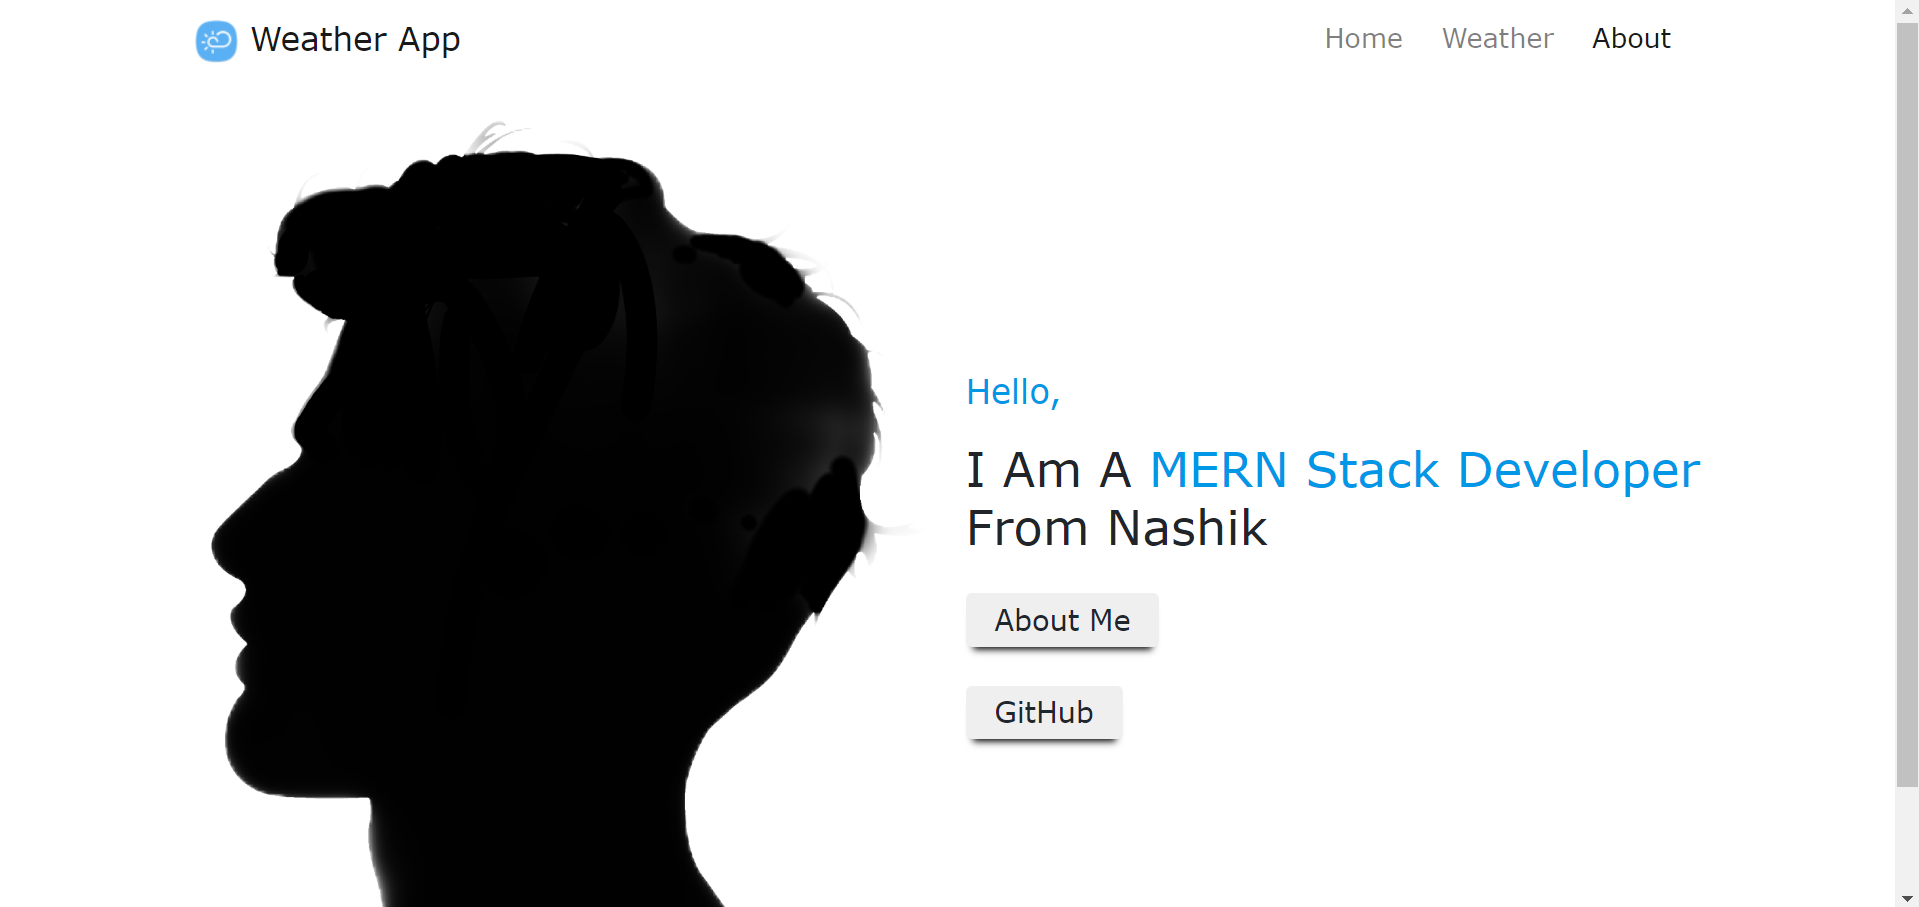 Weather App
Home Weather About
Hello,
I Am A MERN Stack Developer
From Nashik
About Me
GitHub